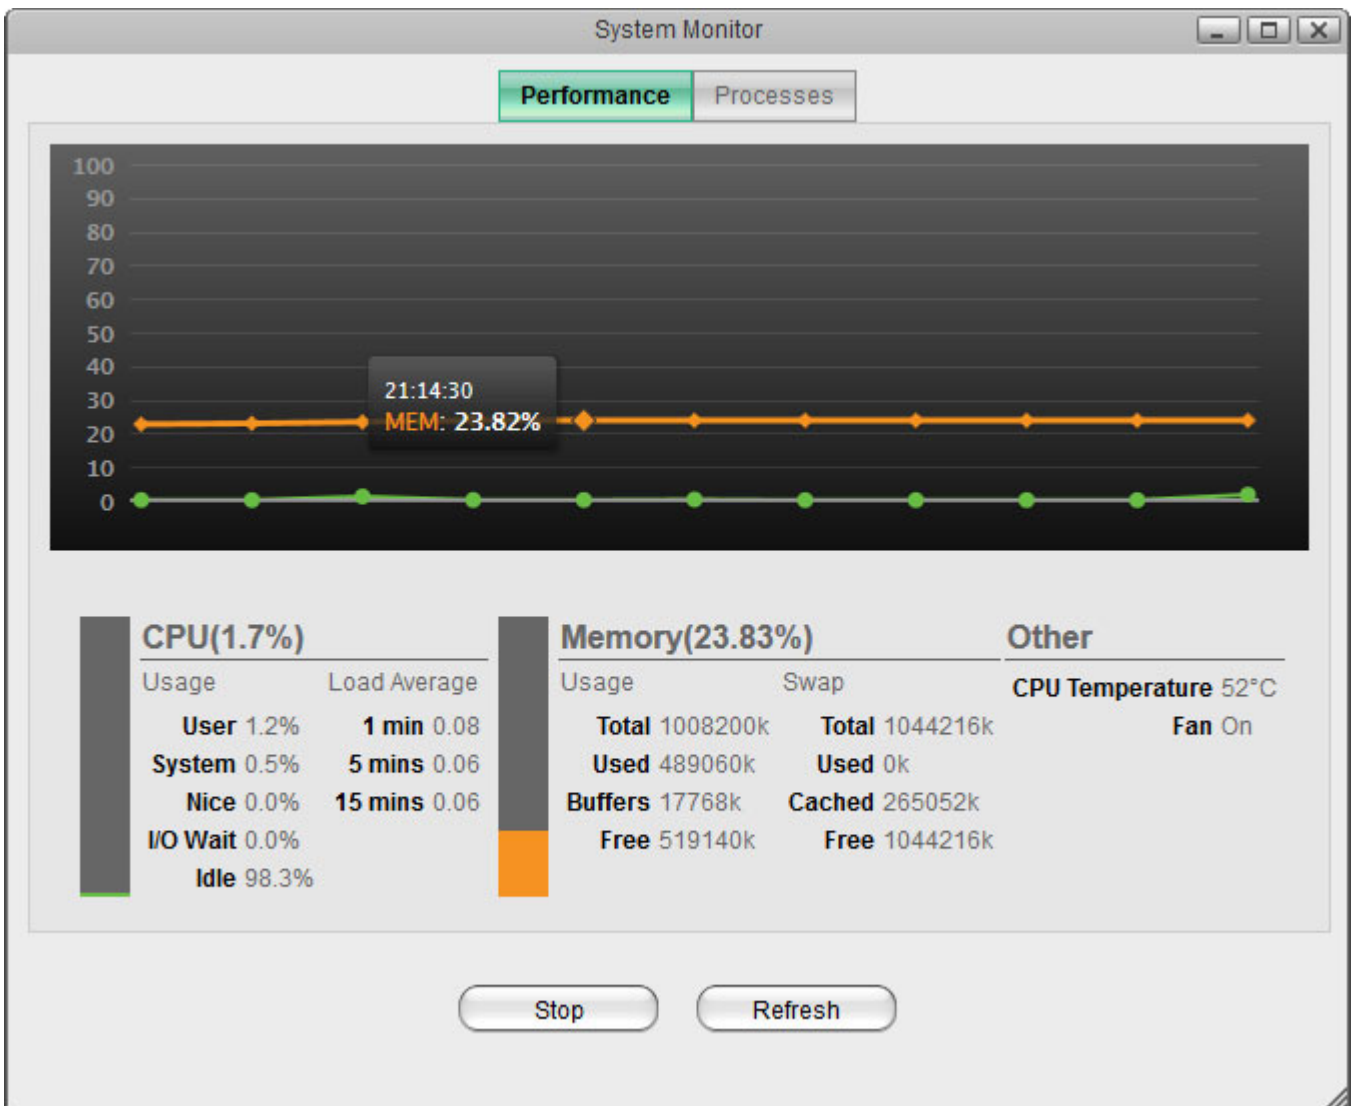 System Monitor
Performance Processes
100
90
80
70
60
50
40
30
20
10
0
21:14:30
MEM: 23.82%
CPU(1.7%)
Usage Load Average
User 1.2% 1 min 0.08
System 0.5% 5 mins 0.06
Nice 0.0% 15 mins 0.06
I/O Wait 0.0%
Idle 98.3%
Memory(23.83%)
Usage Swap
Total 1008200k Total 1044216k
Used 489060k Used 0k
Buffers 17768k Cached 265052k
Free 519140k Free 1044216k
Other
CPU Temperature 52°C
Fan On
Stop Refresh